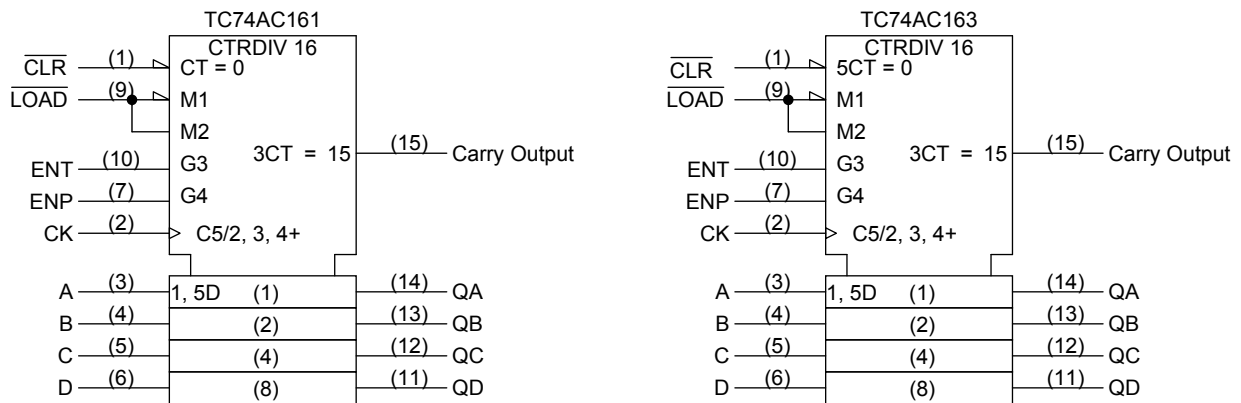 TC74AC161
CTRDIV 16
CLR (1) CT = 0
LOAD (9) M1
M2
3CT = 15 (15) Carry Output
ENT (10) G3
ENP (7) G4
CK (2) C5/2, 3, 4+
A (3) 1, 5D (1) (14) QA
B (4) (2) (13) QB
C (5) (4) (12) QC
D (6) (8) (11) QD
TC74AC163
CTRDIV 16
CLR (1) 5CT = 0
LOAD (9) M1
M2
3CT = 15 (15) Carry Output
ENT (10) G3
ENP (7) G4
CK (2) C5/2, 3, 4+
A (3) 1, 5D (1) (14) QA
B (4) (2) (13) QB
C (5) (4) (12) QC
D (6) (8) (11) QD